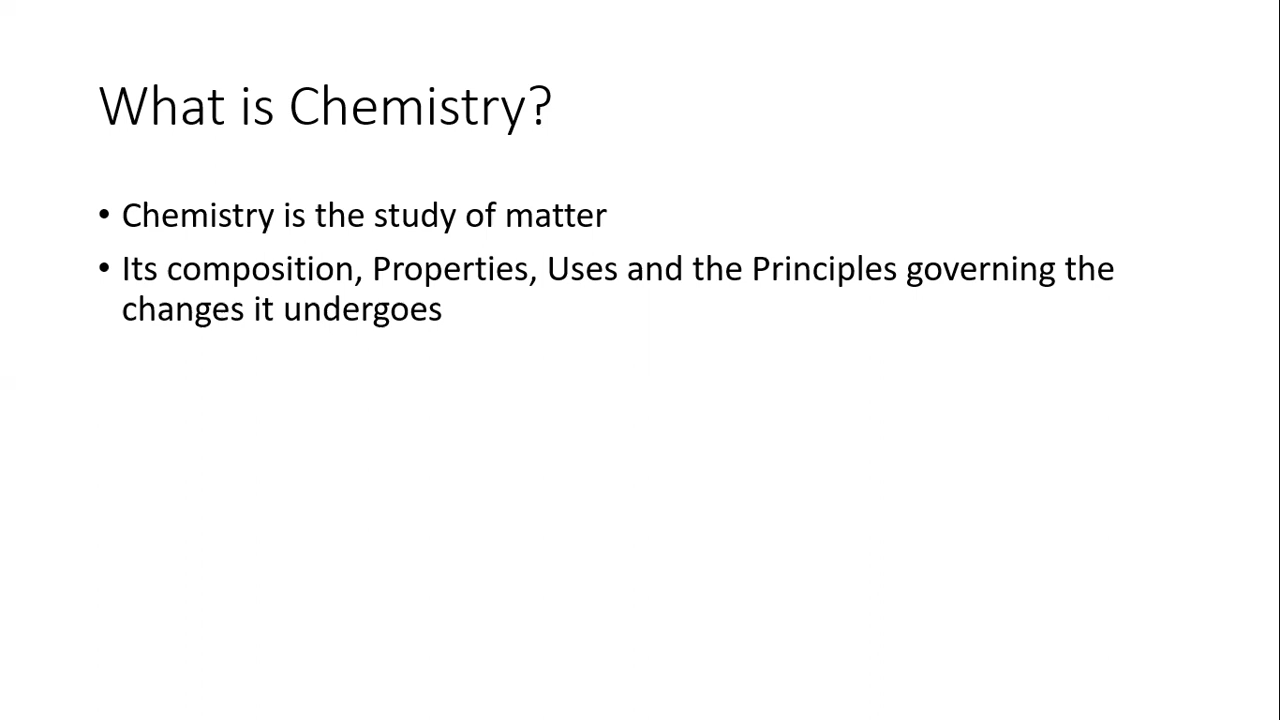 What is Chemistry?
• Chemistry is the study of matter
• Its composition, Properties, Uses and the Principles governing the
changes it undergoes